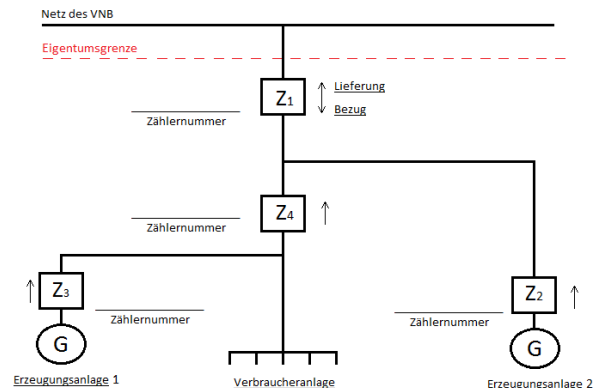 Netz des VNB
Eigentumsgrenze
Z1
Lieferung
Bezug
Zählernummer
Z4
Zählernummer
Z3
Zählernummer
Z2
Zählernummer
G
G
Erzeugungsanlage 1
Verbraucheranlage
Erzeugungsanlage 2